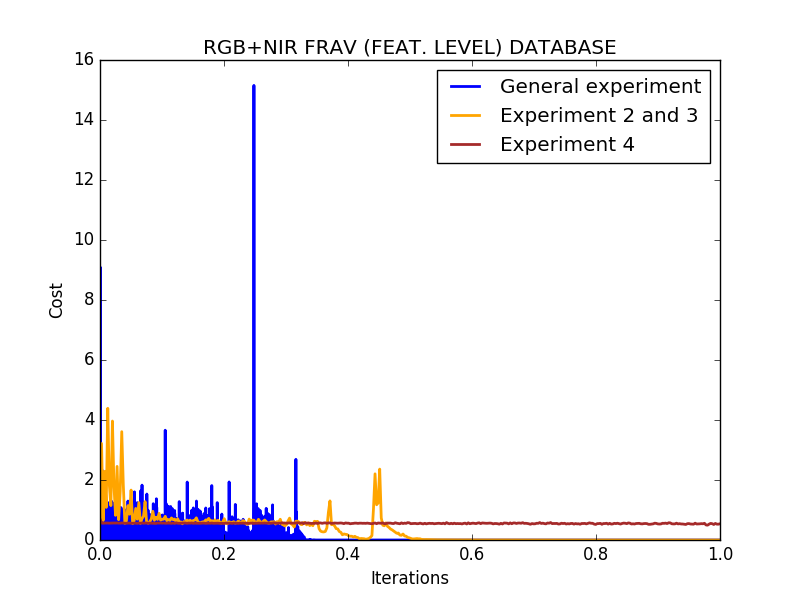 RGB+NIR FRAV (FEAT. LEVEL) DATABASE
General experiment
Experiment 2 and 3
Experiment 4
16
14
12
10
8
6
4
2
0
Cost
0.0 0.2 0.4 0.6 0.8 1.0
Iterations